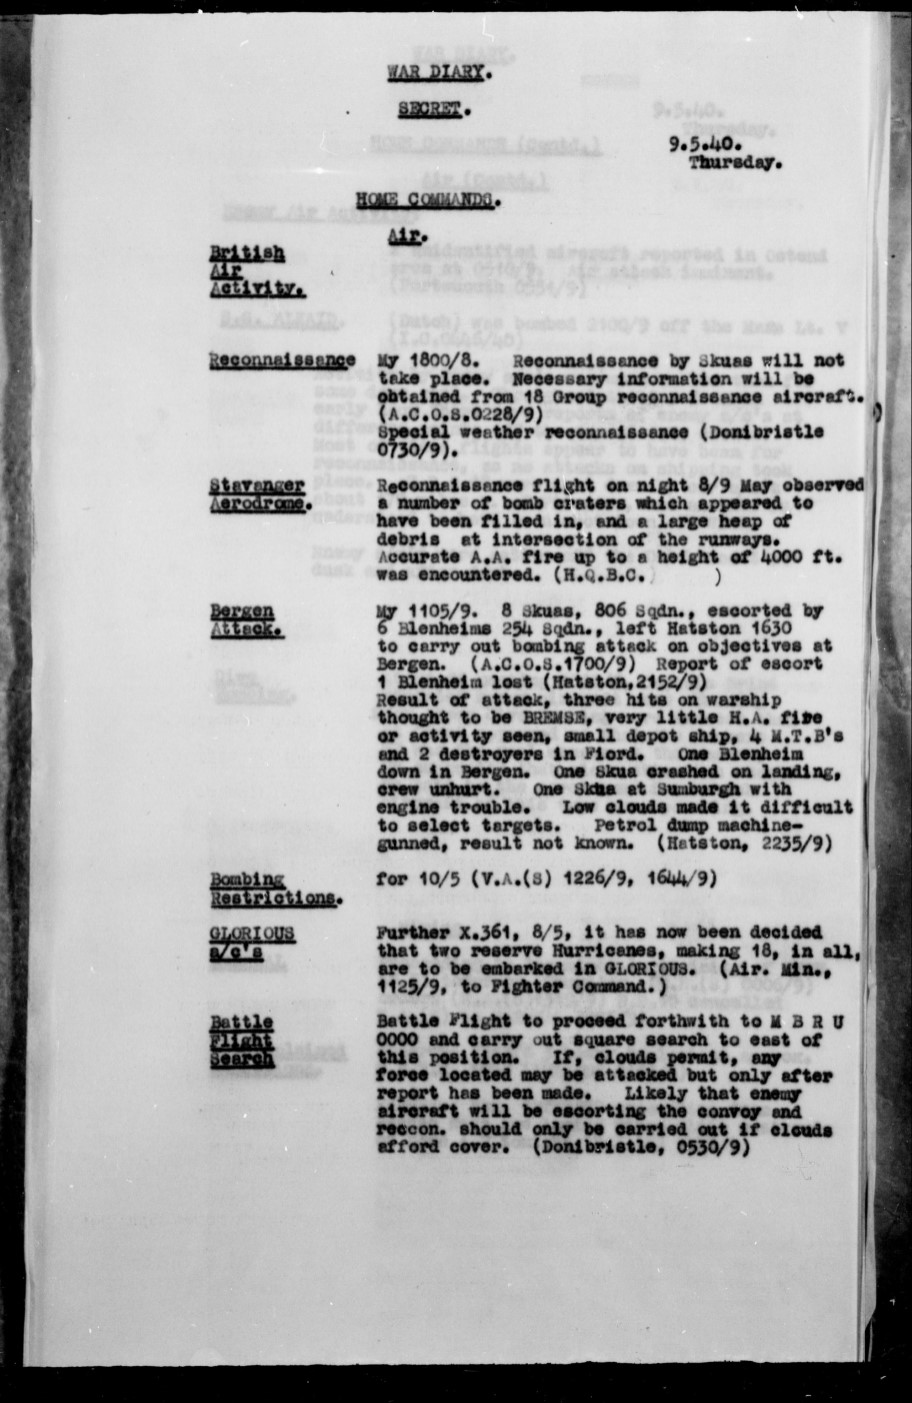 WAR DIARY.
SECRET.
9.5.40.
Thursday.
HOME COMMANDS.
Air.
British
Air
Activity.
Reconnaissance My 1800/8. Reconnaissance by Skuas will not
take place. Necessary information will be
obtained from 18 Group reconnaissance aircraft.
(A.C.O.S.0228/9)
Special weather reconnaissance (Donibristle
0730/9).
Stavanger Reconnaissance flight on night 8/9 May observed
Aerodrome. a number of bomb craters which appeared to
have been filled in, and a large heap of
debris at intersection of the runways.
Accurate A.A. fire up to a height of 4000 ft.
was encountered. (H.Q.B.C. )
Bergen My 1105/9. 8 Skuas, 806 Sqdn., escorted by
Attack. 6 Blenheims 254 Sqdn., left Hatston 1630
to carry out bombing attack on objectives at
Bergen. (A.C.O.S.1700/9) Report of escort
1 Blenheim lost (Hatston,2152/9)
Result of attack, three hits on warship
thought to be BREMSE, very little H.A. fire
or activity seen, small depot ship, 4 M.T.B's
and 2 destroyers in Fiord. One Blenheim
down in Bergen. One Skua crashed on landing,
crew unhurt. One Skua at Sumburgh with
engine trouble. Low clouds made it difficult
to select targets. Petrol dump machine-
gunned, result not known. (Hatston, 2235/9)
Bombing for 10/5 (V.A.(S) 1226/9, 1644/9)
Restrictions.
GLORIOUS Further X.361, 8/5, it has now been decided
a/c's that two reserve Hurricanes, making 18, in all,
are to be embarked in GLORIOUS. (Air. Min.,
1125/9, to Fighter Command.)
Battle Battle Flight to proceed forthwith to M B R U
Flight 0000 and carry out square search to east of
Search this position. If, clouds permit, any
force located may be attacked but only after
report has been made. Likely that enemy
aircraft will be escorting the convoy and
reccon. should only be carried out if clouds
afford cover. (Donibristle, 0530/9)